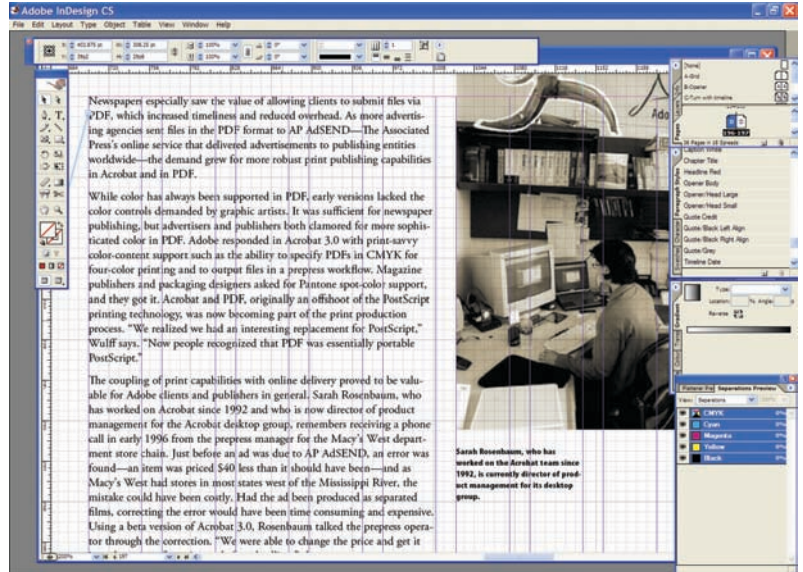 Adobe InDesign CS
File Edit Layout Type Object Table View Window Help
Newspapers especially saw the value of allowing clients to submit files via
PDF, which increased timeliness and reduced overhead. As more advertis-
ing agencies sent files in the PDF format to AP AdSEND—The Associated
Press's online service that delivered advertisements to publishing entities
worldwide—the demand grew for more robust print publishing capabilities
in Acrobat and in PDF.
While color has always been supported in PDF, early versions lacked the
color controls demanded by graphic artists. It was sufficient for newspaper
publishing, but advertisers and publishers both clamored for more sophis-
ticated color in PDF. Adobe responded in Acrobat 3.0 with print-savvy
color-content support such as the ability to specify PDFs in CMYK for
four-color printing and to output files in a prepress workflow. Magazine
publishers and packaging designers asked for Pantone spot-color support,
and they got it. Acrobat and PDF, originally an offshoot of the PostScript
printing technology, was now becoming part of the print production
process. “We realized we had an interesting replacement for PostScript,”
Wulff says. “Now people recognized that PDF was essentially portable
PostScript.”
The coupling of print capabilities with online delivery proved to be valu-
able for Adobe clients and publishers in general. Sarah Rosenbaum, who
has worked on Acrobat since 1992 and who is now director of product
management for the Acrobat desktop group, remembers receiving a phone
call in early 1996 from the prepress manager for the Macy's West depart-
ment store chain. Just before an ad was due to AP AdSEND, an error was
found—an item was priced $40 less than it should have been—and as
Macy's West had stores in most states west of the Mississippi River, the
mistake could have been costly. Had the ad been produced as separated
films, correcting the error would have been time consuming and expensive.
Using a beta version of Acrobat 3.0, Rosenbaum talked the prepress opera-
tor through the correction. “We were able to change the price and get it
Sarah Rosenbaum, who has
worked on the Acrobat team since
1992, is currently director of prod-
uct management for its desktop
group.
[None]
A-Grid
B-Opener
C-Turn with timeline
196-197
Pages
Chapter Title
Headline Red
Opener Body
Opener/Head Large
Opener/Head Small
Quote Credit
Quote/Black Left Align
Quote/Black Right Align
Quote/Grey
Timeline Date
Paragraph Styles
Character
Type:
Location: % Angle:
Reverse
Gradient
Separations Preview
View: Separations
CMYK
Cyan
Magenta
Yellow
Black
200%
197